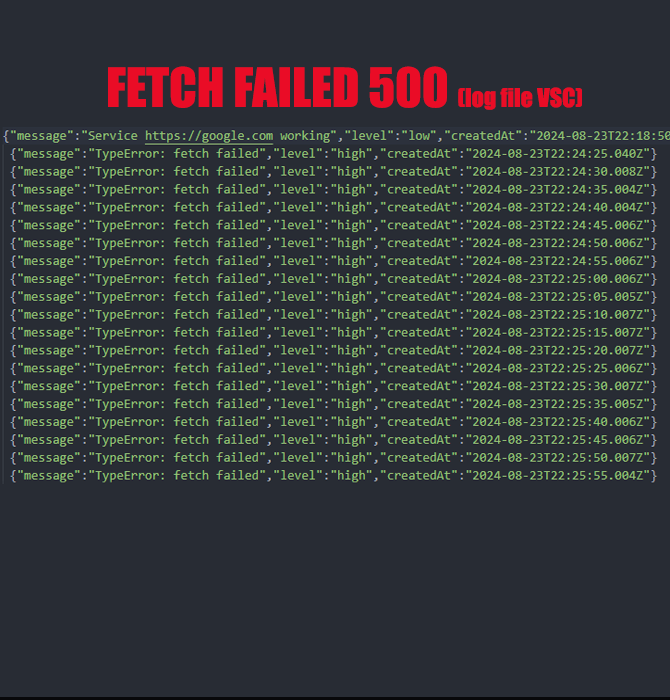 FETCH FAILED 500 (log file VSC)
{"message":"Service https://google.com working","level":"low","createdAt":"2024-08-23T22:18:50
{"message":"TypeError: fetch failed","level":"high","createdAt":"2024-08-23T22:24:25.040Z"}
{"message":"TypeError: fetch failed","level":"high","createdAt":"2024-08-23T22:24:30.008Z"}
{"message":"TypeError: fetch failed","level":"high","createdAt":"2024-08-23T22:24:35.004Z"}
{"message":"TypeError: fetch failed","level":"high","createdAt":"2024-08-23T22:24:40.004Z"}
{"message":"TypeError: fetch failed","level":"high","createdAt":"2024-08-23T22:24:45.006Z"}
{"message":"TypeError: fetch failed","level":"high","createdAt":"2024-08-23T22:24:50.006Z"}
{"message":"TypeError: fetch failed","level":"high","createdAt":"2024-08-23T22:24:55.006Z"}
{"message":"TypeError: fetch failed","level":"high","createdAt":"2024-08-23T22:25:00.006Z"}
{"message":"TypeError: fetch failed","level":"high","createdAt":"2024-08-23T22:25:05.005Z"}
{"message":"TypeError: fetch failed","level":"high","createdAt":"2024-08-23T22:25:10.007Z"}
{"message":"TypeError: fetch failed","level":"high","createdAt":"2024-08-23T22:25:15.007Z"}
{"message":"TypeError: fetch failed","level":"high","createdAt":"2024-08-23T22:25:20.007Z"}
{"message":"TypeError: fetch failed","level":"high","createdAt":"2024-08-23T22:25:25.006Z"}
{"message":"TypeError: fetch failed","level":"high","createdAt":"2024-08-23T22:25:30.007Z"}
{"message":"TypeError: fetch failed","level":"high","createdAt":"2024-08-23T22:25:35.005Z"}
{"message":"TypeError: fetch failed","level":"high","createdAt":"2024-08-23T22:25:40.006Z"}
{"message":"TypeError: fetch failed","level":"high","createdAt":"2024-08-23T22:25:45.006Z"}
{"message":"TypeError: fetch failed","level":"high","createdAt":"2024-08-23T22:25:50.007Z"}
{"message":"TypeError: fetch failed","level":"high","createdAt":"2024-08-23T22:25:55.004Z"}